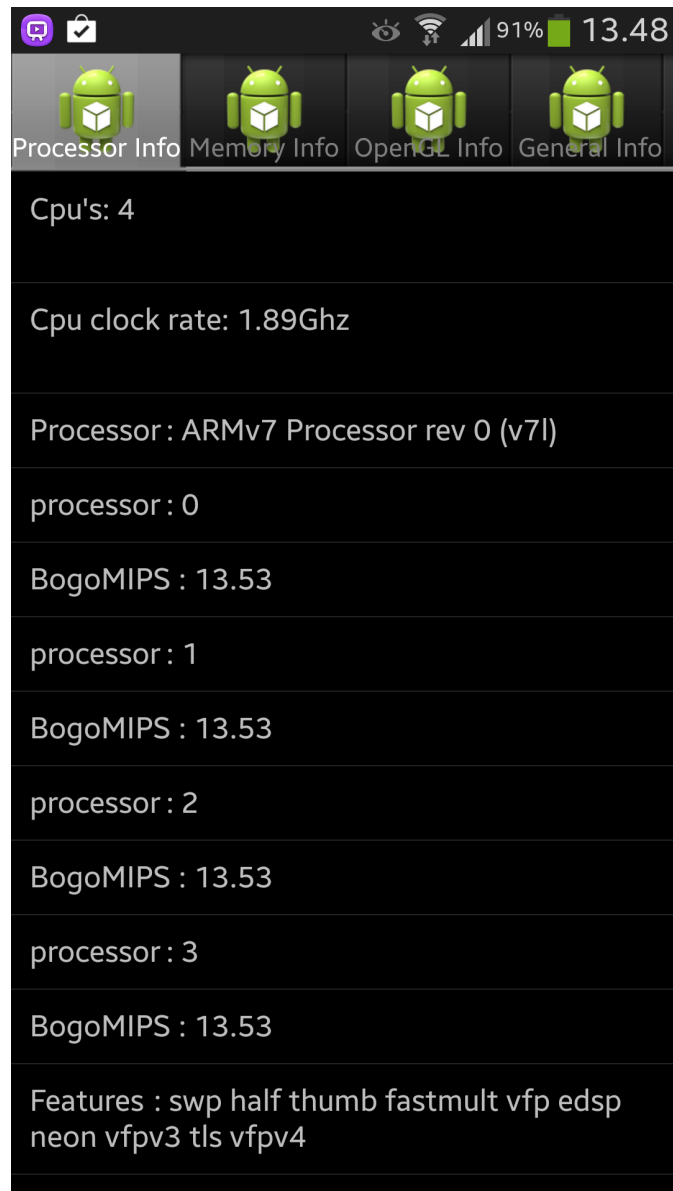 91% 13.48
Processor Info Memory Info OpenGL Info General Info
Cpu's: 4
Cpu clock rate: 1.89Ghz
Processor : ARMv7 Processor rev 0 (v7l)
processor : 0
BogoMIPS : 13.53
processor : 1
BogoMIPS : 13.53
processor : 2
BogoMIPS : 13.53
processor : 3
BogoMIPS : 13.53
Features : swp half thumb fastmult vfp edsp
neon vfpv3 tls vfpv4